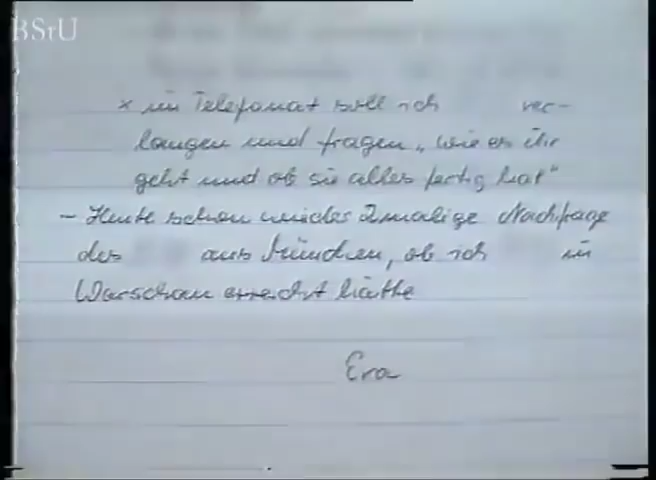 BStU
x im Telefonat soll ich ver-
langen und fragen „wie es ihr
geht und ob sie alles fertig hat"
- Heute schon wieder 2malige Nachfrage
des aus München, ob ich in
Warschau erreicht hätte
Eva